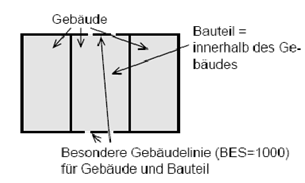 Gebäude
Bauteil =
innerhalb des Ge-
bäudes
Besondere Gebäudelinie (BES=1000)
für Gebäude und Bauteil